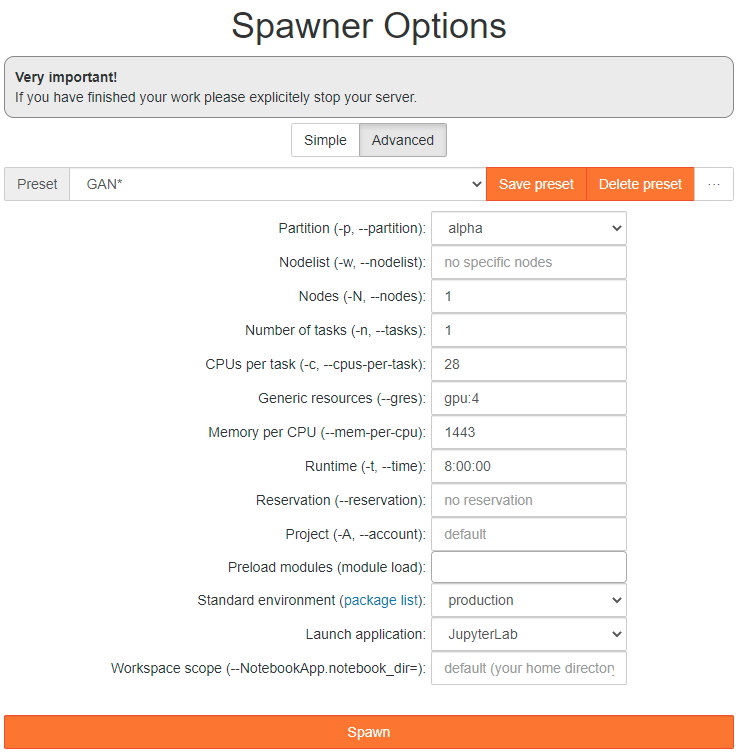 Spawner Options
Very important!
If you have finished your work please explicitely stop your server.
Simple Advanced
Preset GAN* Save preset Delete preset ...
Partition (-p, --partition): alpha
Nodelist (-w, --nodelist): no specific nodes
Nodes (-N, --nodes): 1
Number of tasks (-n, --tasks): 1
CPUs per task (-c, --cpus-per-task): 28
Generic resources (--gres): gpu:4
Memory per CPU (--mem-per-cpu): 1443
Runtime (-t, --time): 8:00:00
Reservation (--reservation): no reservation
Project (-A, --account): default
Preload modules (module load):
Standard environment (package list): production
Launch application: JupyterLab
Workspace scope (--NotebookApp.notebook_dir=): default (your home directory
Spawn